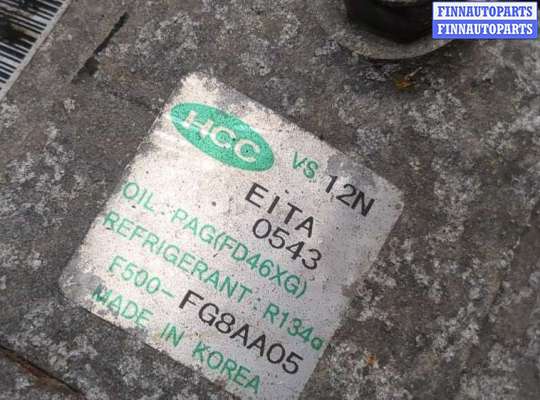 FINNAUTOPARTS
FINNAUTOPARTS
HCC VS 12N
EITA
0543
OIL : PAG(FD46XG)
REFRIGERANT : R134a
F500-FG8AA05
MADE IN KOREA